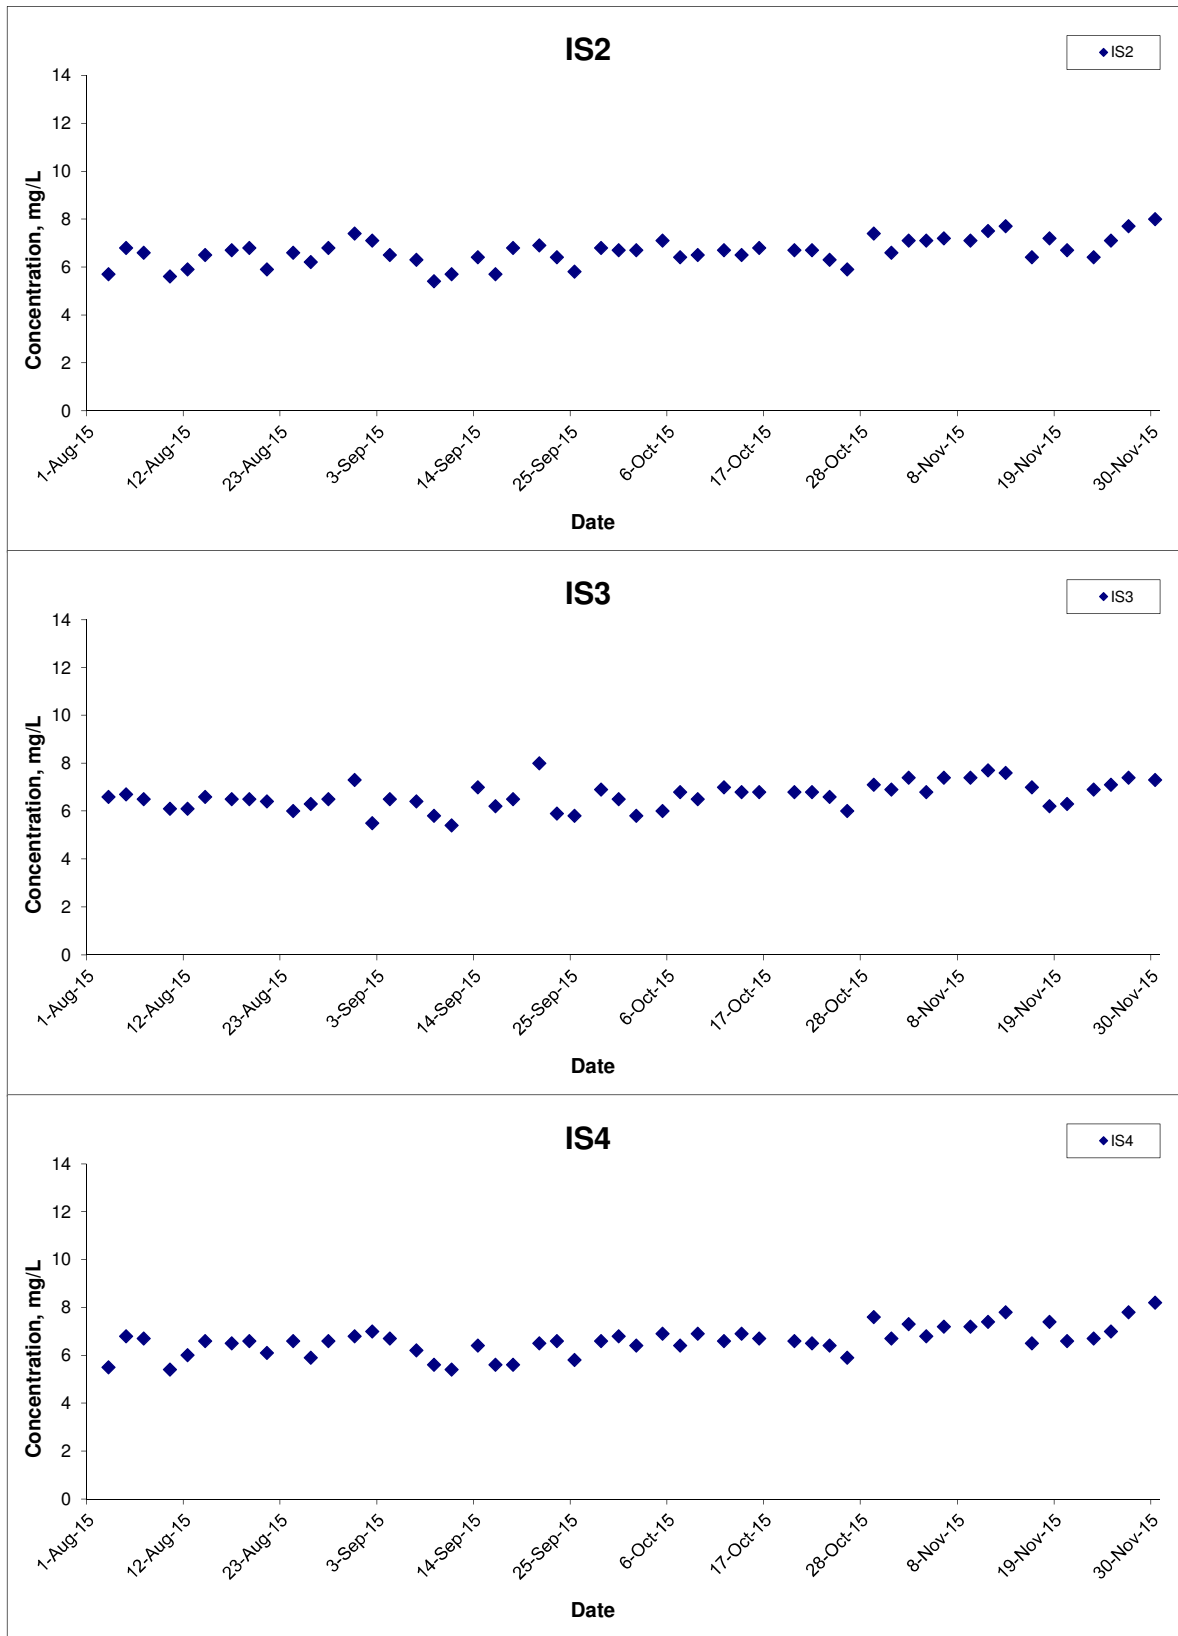 IS2
IS2
Concentration, mg/L
14
12
10
8
6
4
2
0
1-Aug-15 12-Aug-15 23-Aug-15 3-Sep-15 14-Sep-15 25-Sep-15 6-Oct-15 17-Oct-15 28-Oct-15 8-Nov-15 19-Nov-15 30-Nov-15
Date
IS3
IS3
Concentration, mg/L
14
12
10
8
6
4
2
0
1-Aug-15 12-Aug-15 23-Aug-15 3-Sep-15 14-Sep-15 25-Sep-15 6-Oct-15 17-Oct-15 28-Oct-15 8-Nov-15 19-Nov-15 30-Nov-15
Date
IS4
IS4
Concentration, mg/L
14
12
10
8
6
4
2
0
1-Aug-15 12-Aug-15 23-Aug-15 3-Sep-15 14-Sep-15 25-Sep-15 6-Oct-15 17-Oct-15 28-Oct-15 8-Nov-15 19-Nov-15 30-Nov-15
Date